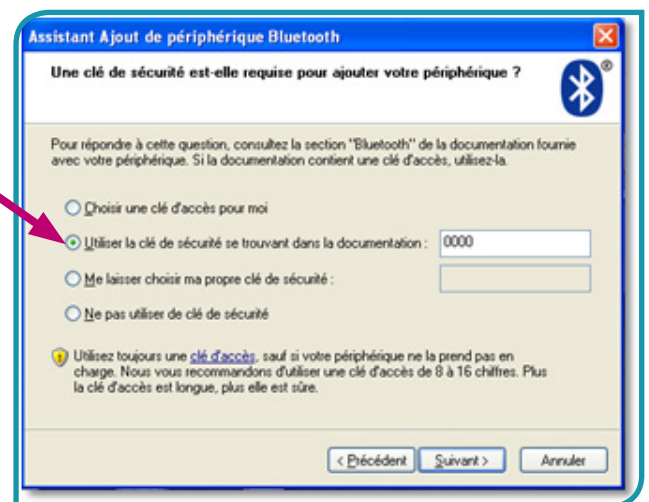 Assistant Ajout de périphérique Bluetooth
Une clé de sécurité est-elle requise pour ajouter votre périphérique ?
®
Pour répondre à cette question, consultez la section "Bluetooth" de la documentation fournie
avec votre périphérique. Si la documentation contient une clé d'accès, utilisez-la.
Choisir une clé d'accès pour moi
Utiliser la clé de sécurité se trouvant dans la documentation : 0000
Me laisser choisir ma propre clé de sécurité :
Ne pas utiliser de clé de sécurité
Utilisez toujours une clé d'accès, sauf si votre périphérique ne la prend pas en
charge. Nous vous recommandons d'utiliser une clé d'accès de 8 à 16 chiffres. Plus
la clé d'accès est longue, plus elle est sûre.
< Précédent Suivant > Annuler